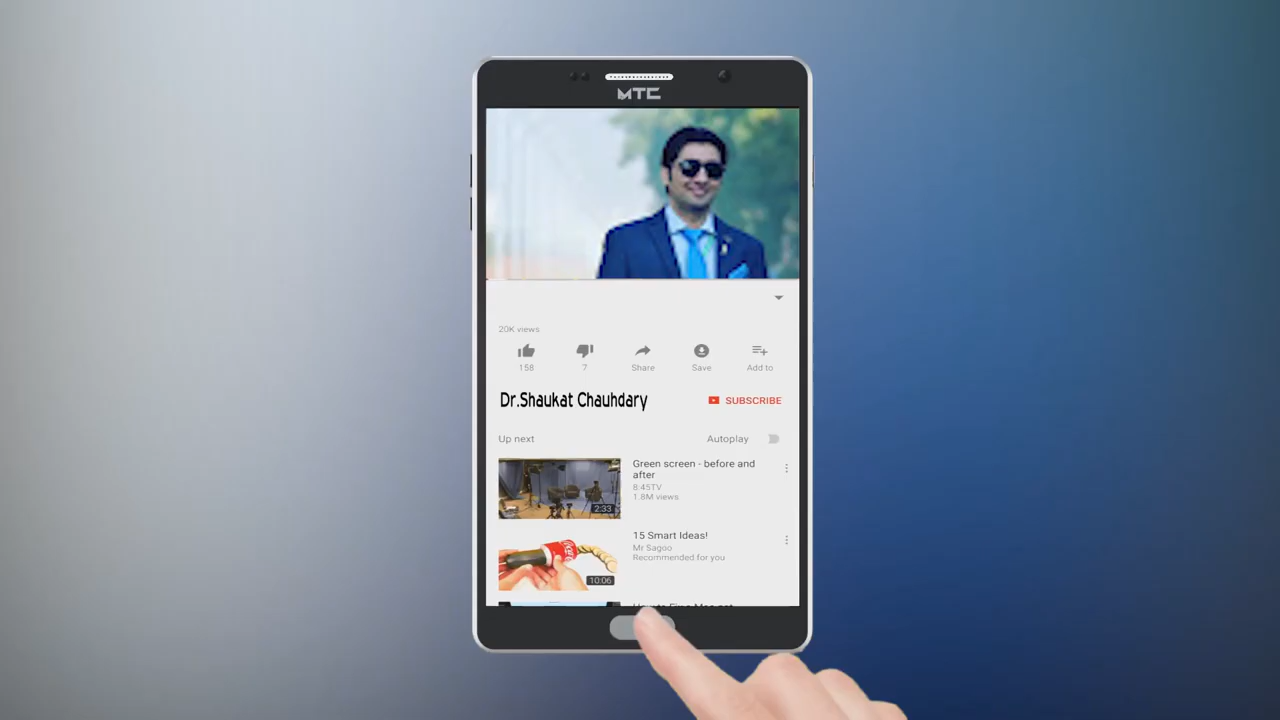 MTC
20K views
158
7
Share
Save
Add to
Dr.Shaukat Chauhdary
SUBSCRIBE
Up next
Autoplay
Green screen - before and
after
8:45TV
1.8M views
2:33
15 Smart Ideas!
Mr Sagoo
Recommended for you
10:06